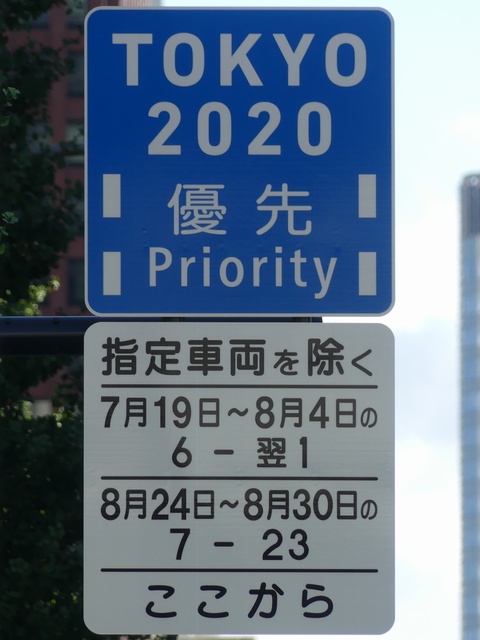 TOKYO
2020
優先
Priority
指定車両を除く
7月19日～8月4日の
6－翌1
8月24日～8月30日の
7－23
ここから